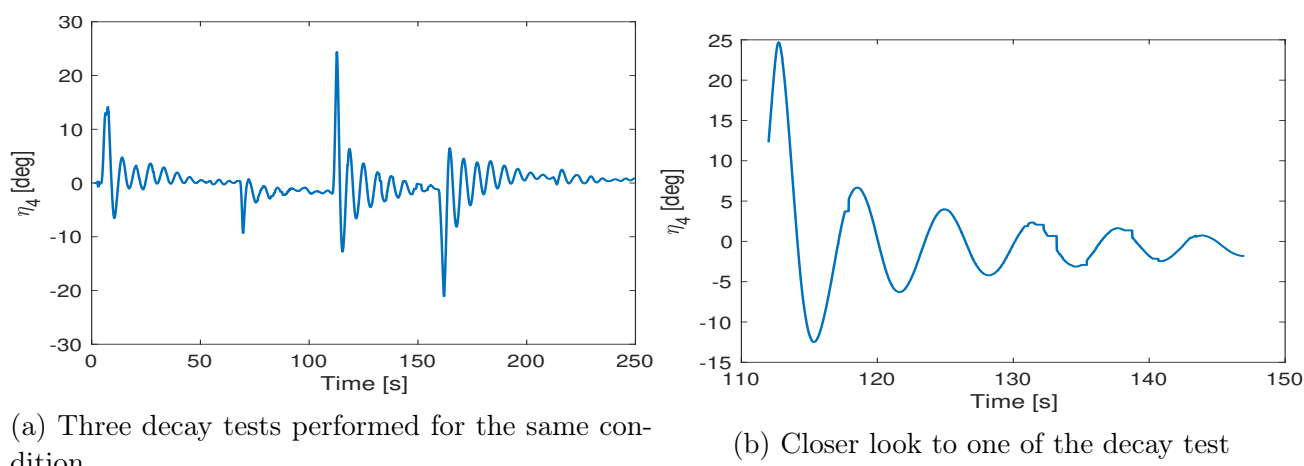 30
20
10
0
-10
-20
-30
η4 [deg]
0 50 100 150 200 250
Time [s]
(a) Three decay tests performed for the same con-
dition
25
20
15
10
5
0
-5
-10
-15
η4 [deg]
110 120 130 140 150
Time [s]
(b) Closer look to one of the decay test